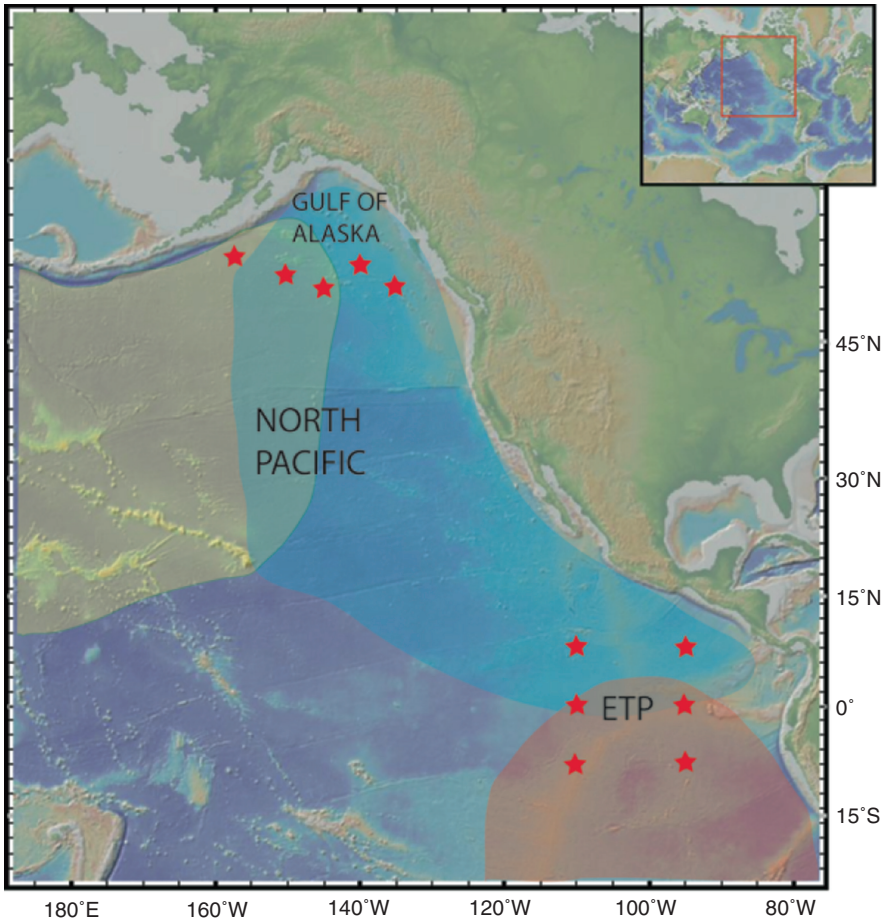 GULF OF
ALASKA
NORTH
PACIFIC
ETP
45˚N
30˚N
15˚N
0˚
15˚S
180˚E
160˚W
140˚W
120˚W
100˚W
80˚W